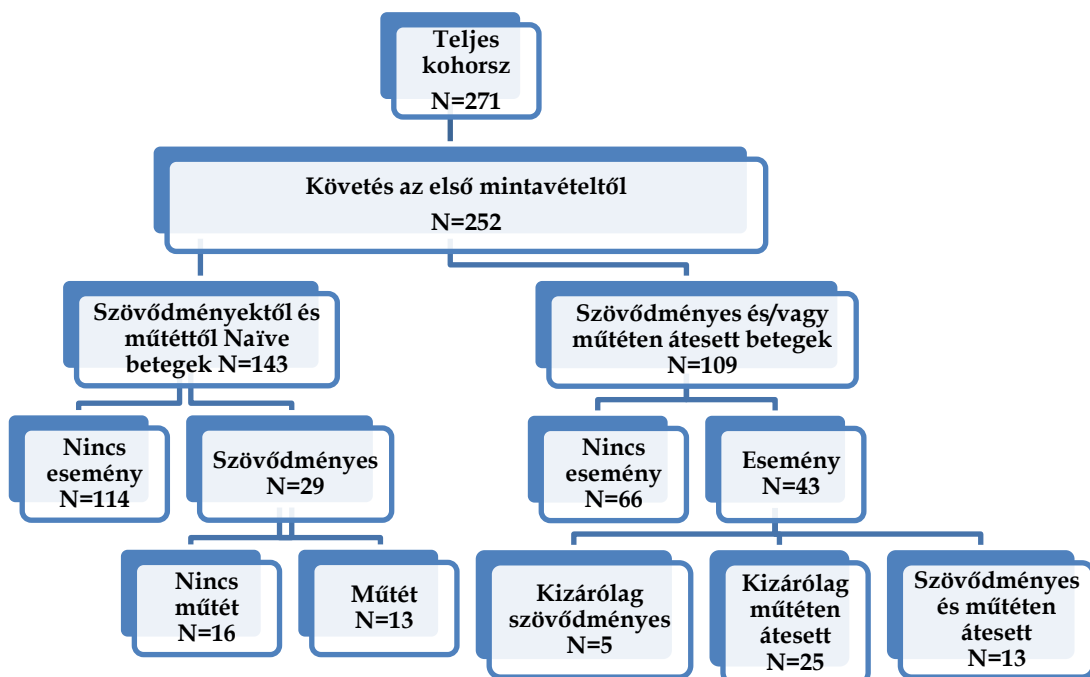 Teljes
kohorsz
N=271
Követés az első mintavételtől
N=252
Szövődményektől és
műtéttől Naïve
betegek N=143
Szövődményes és/vagy
műtéten átesett betegek
N=109
Nincs
esemény
N=114
Szövődményes
N=29
Nincs
esemény
N=66
Esemény
N=43
Nincs
műtét
N=16
Műtét
N=13
Kizárólag
szövődményes
N=5
Kizárólag
műtéten
átesett
N=25
Szövődményes
és műtéten
átesett
N=13